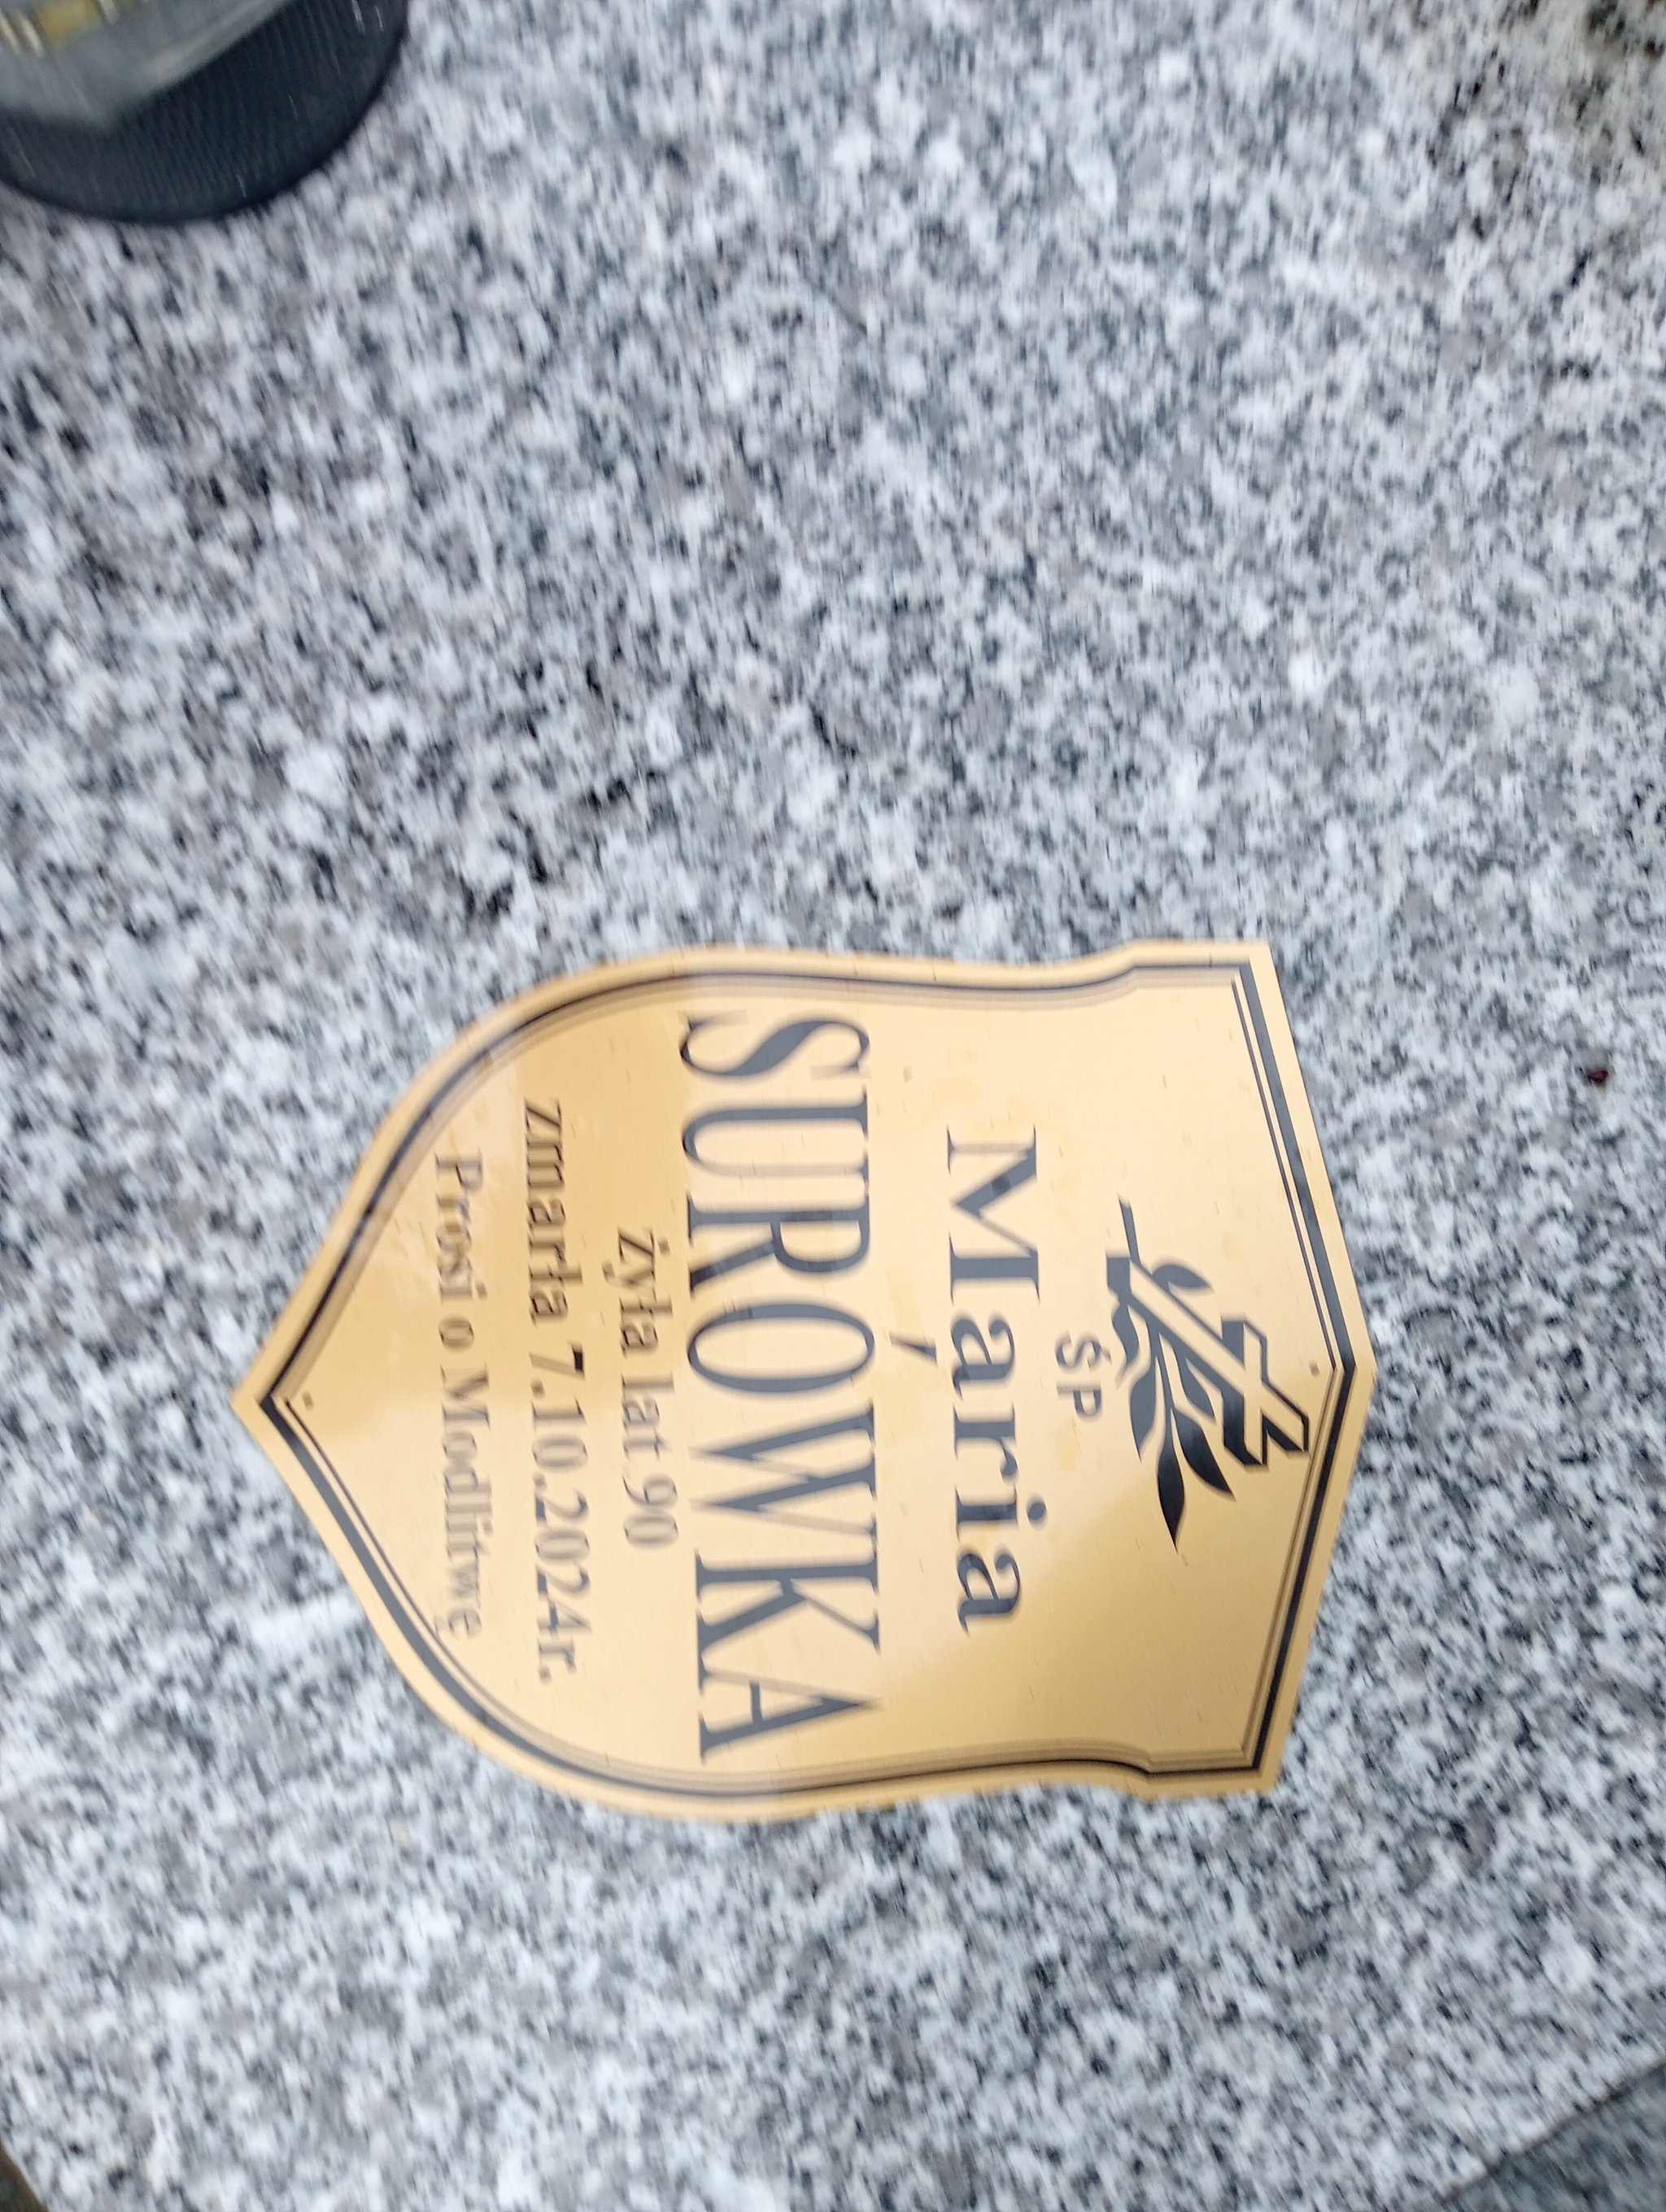 ŚP
Maria
SURÓWKA
żyła lat 90
zmarła 7.10.2024r.
Prosi o Modlitwę